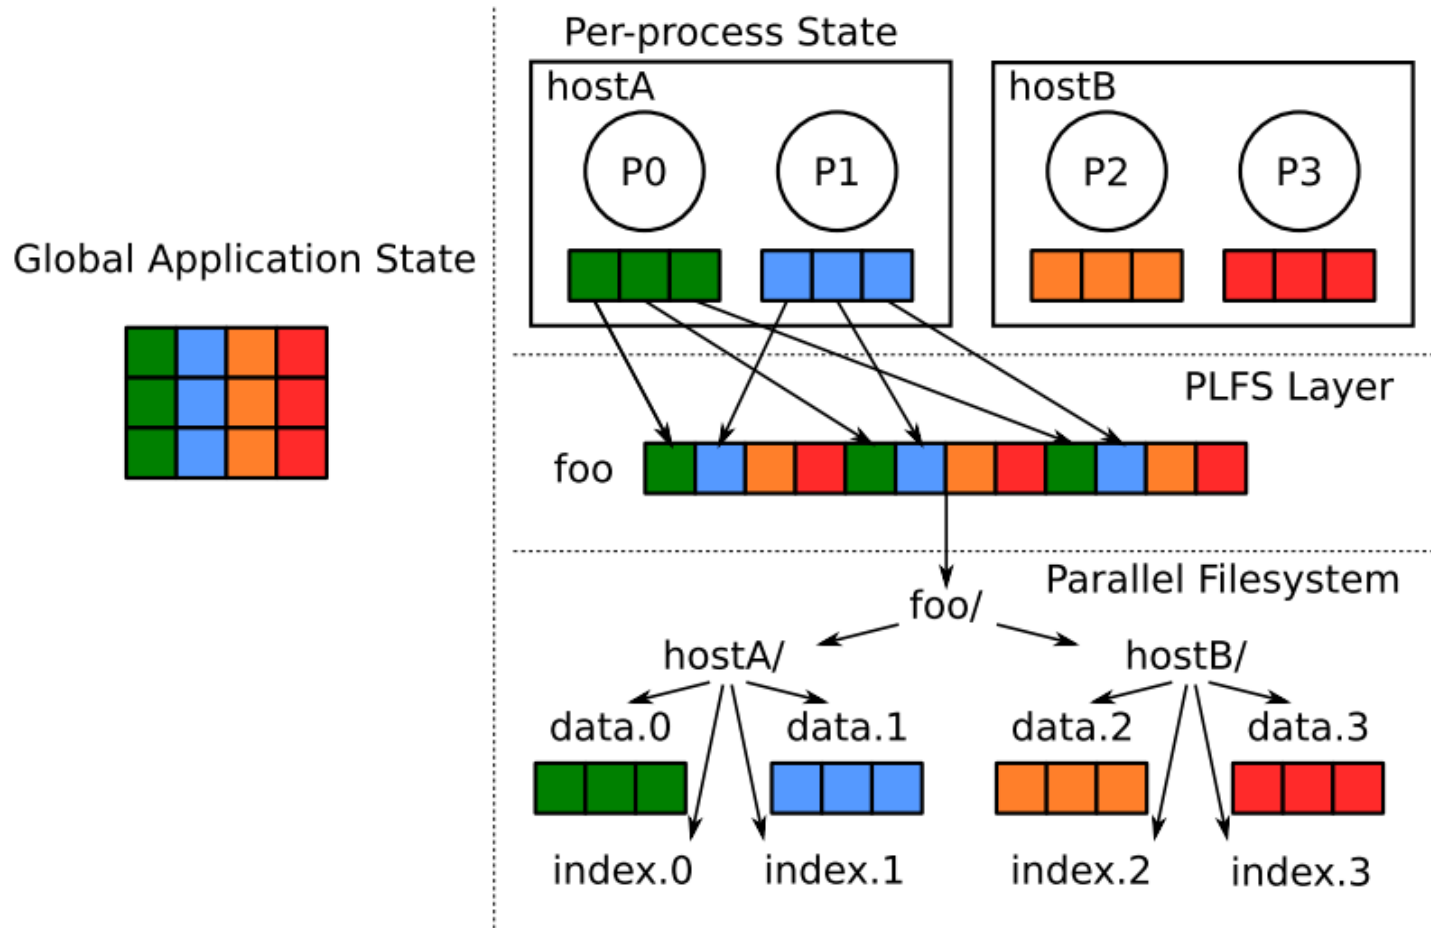 Per-process State
hostA
hostB
P0
P1
P2
P3
Global Application State
PLFS Layer
foo
Parallel Filesystem
foo/
hostA/
hostB/
data.0
data.1
data.2
data.3
index.0
index.1
index.2
index.3